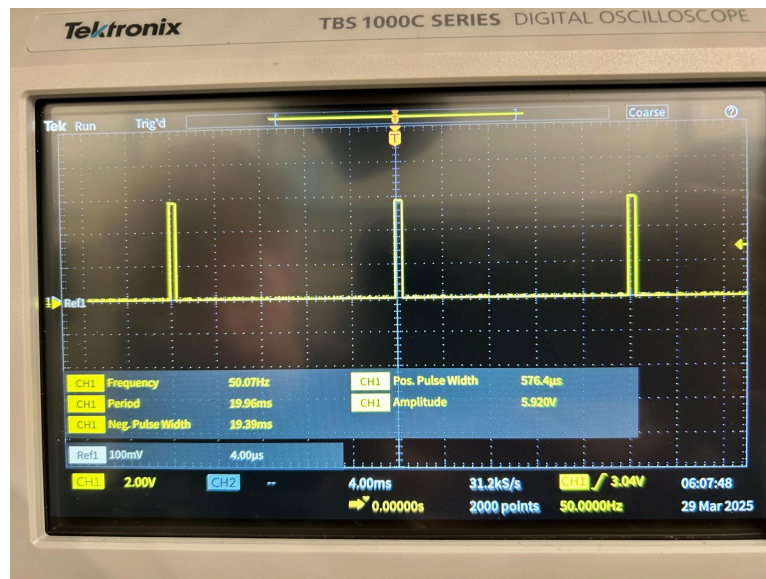 Tektronix TBS 1000C SERIES DIGITAL OSCILLOSCOPE
Tek Run Trig'd Coarse ?
T
1 Ref1
CH1 Frequency 50.07Hz CH1 Pos. Pulse Width 576.4µs
CH1 Period 19.96ms CH1 Amplitude 5.920V
CH1 Neg. Pulse Width 19.39ms
Ref1 100mV 4.00µs
CH1 2.00V CH2 -- 4.00ms 31.2kS/s CH1 3.04V 06:07:48
0.00000s 2000 points 50.0000Hz 29 Mar 2025